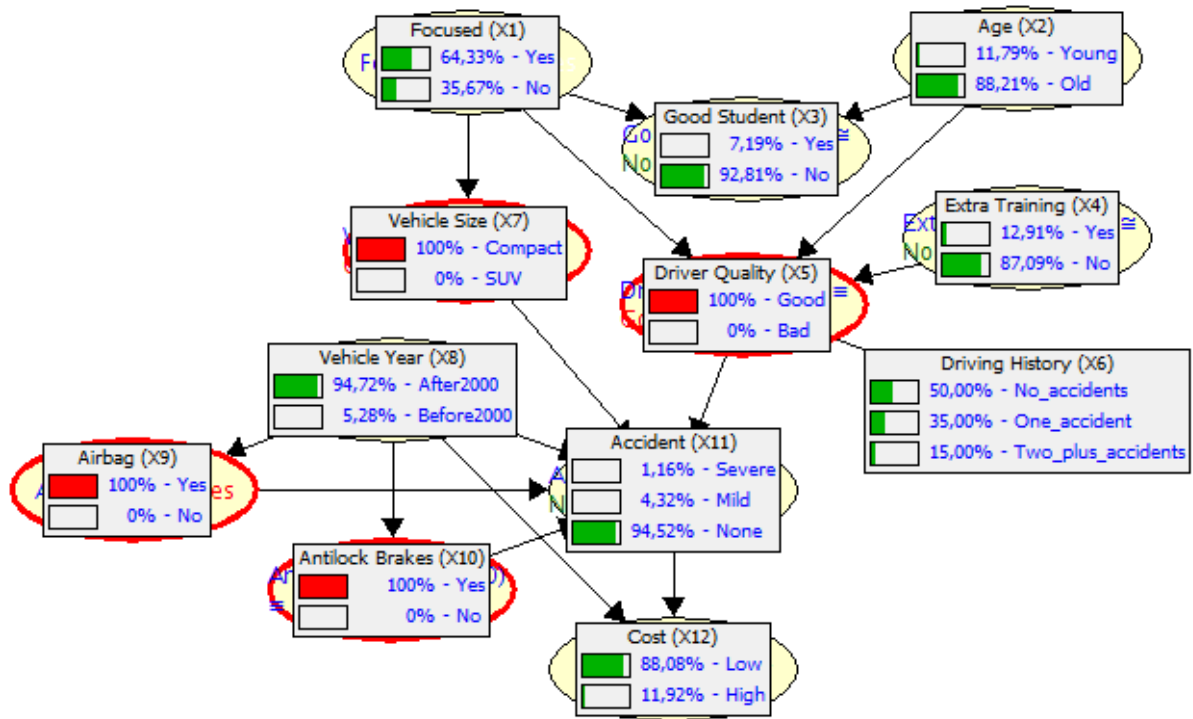 Focused (X1)
64,33% - Yes
35,67% - No
Age (X2)
11,79% - Young
88,21% - Old
Good Student (X3)
7,19% - Yes
92,81% - No
No
Extra Training (X4)
12,91% - Yes
87,09% - No
No
Vehicle Size (X7)
100% - Compact
0% - SUV
Driver Quality (X5)
100% - Good
0% - Bad
Vehicle Year (X8)
94,72% - After2000
5,28% - Before2000
Driving History (X6)
50,00% - No_accidents
35,00% - One_accident
15,00% - Two_plus_accidents
Airbag (X9)
100% - Yes
0% - No
Accident (X11)
1,16% - Severe
4,32% - Mild
94,52% - None
Antilock Brakes (X10)
100% - Yes
0% - No
Cost (X12)
88,08% - Low
11,92% - High